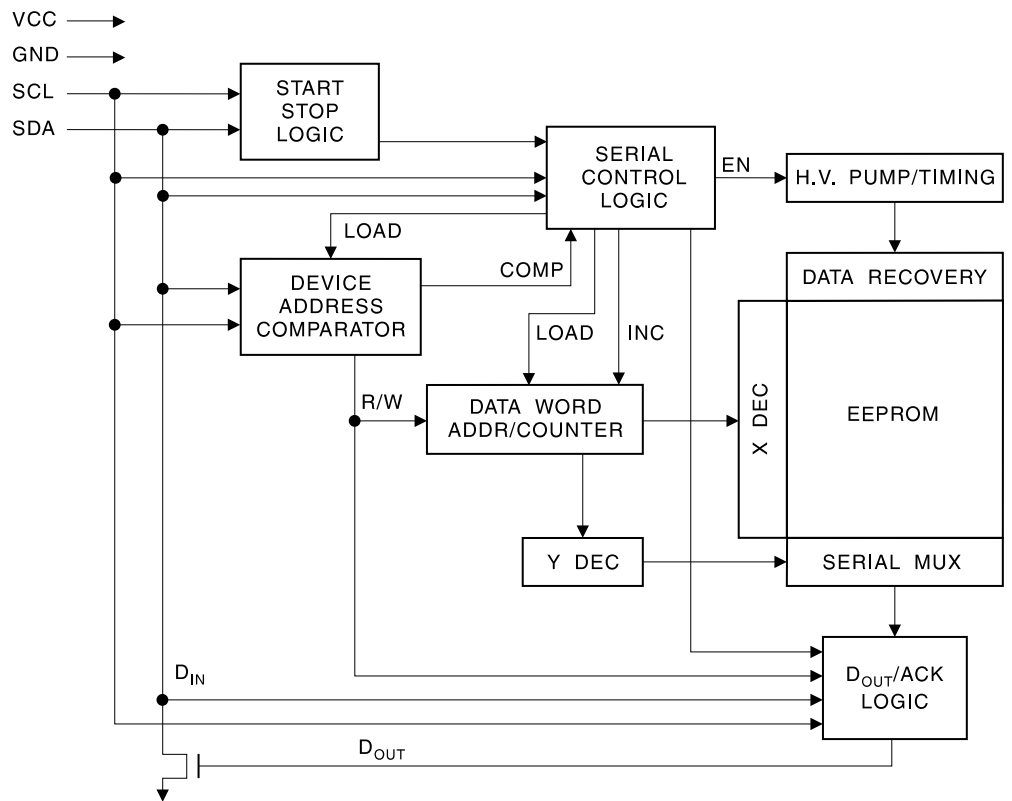 VCC
GND
SCL
SDA
START
STOP
LOGIC
SERIAL
CONTROL
LOGIC
EN
H.V. PUMP/TIMING
LOAD
COMP
DEVICE
ADDRESS
COMPARATOR
DATA RECOVERY
LOAD
INC
R/W
DATA WORD
ADDR/COUNTER
X DEC
EEPROM
Y DEC
SERIAL MUX
DIN
DOUT/ACK
LOGIC
DOUT